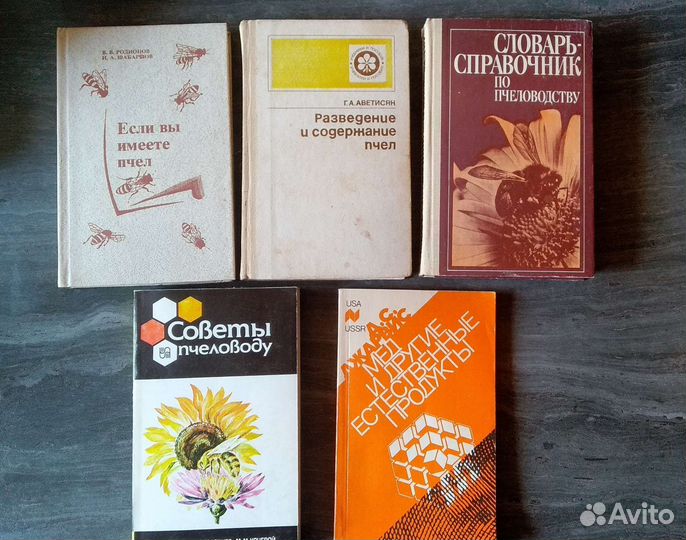 В. В. РОДИОНОВ
И. А. ШАБАРШОВ
Если вы
имеете
пчел
Г. А. АВЕТИСЯН
Разведение
и содержание
пчел
СЛОВАРЬ-
СПРАВОЧНИК
ПО
ПЧЕЛОВОДСТВУ
Советы
пчеловоду
USA
USSR
Д. С.
ДЖАРВИС
МЕД
И ДРУГИЕ
ЕСТЕСТВЕННЫЕ
ПРОДУКТЫ
Avito